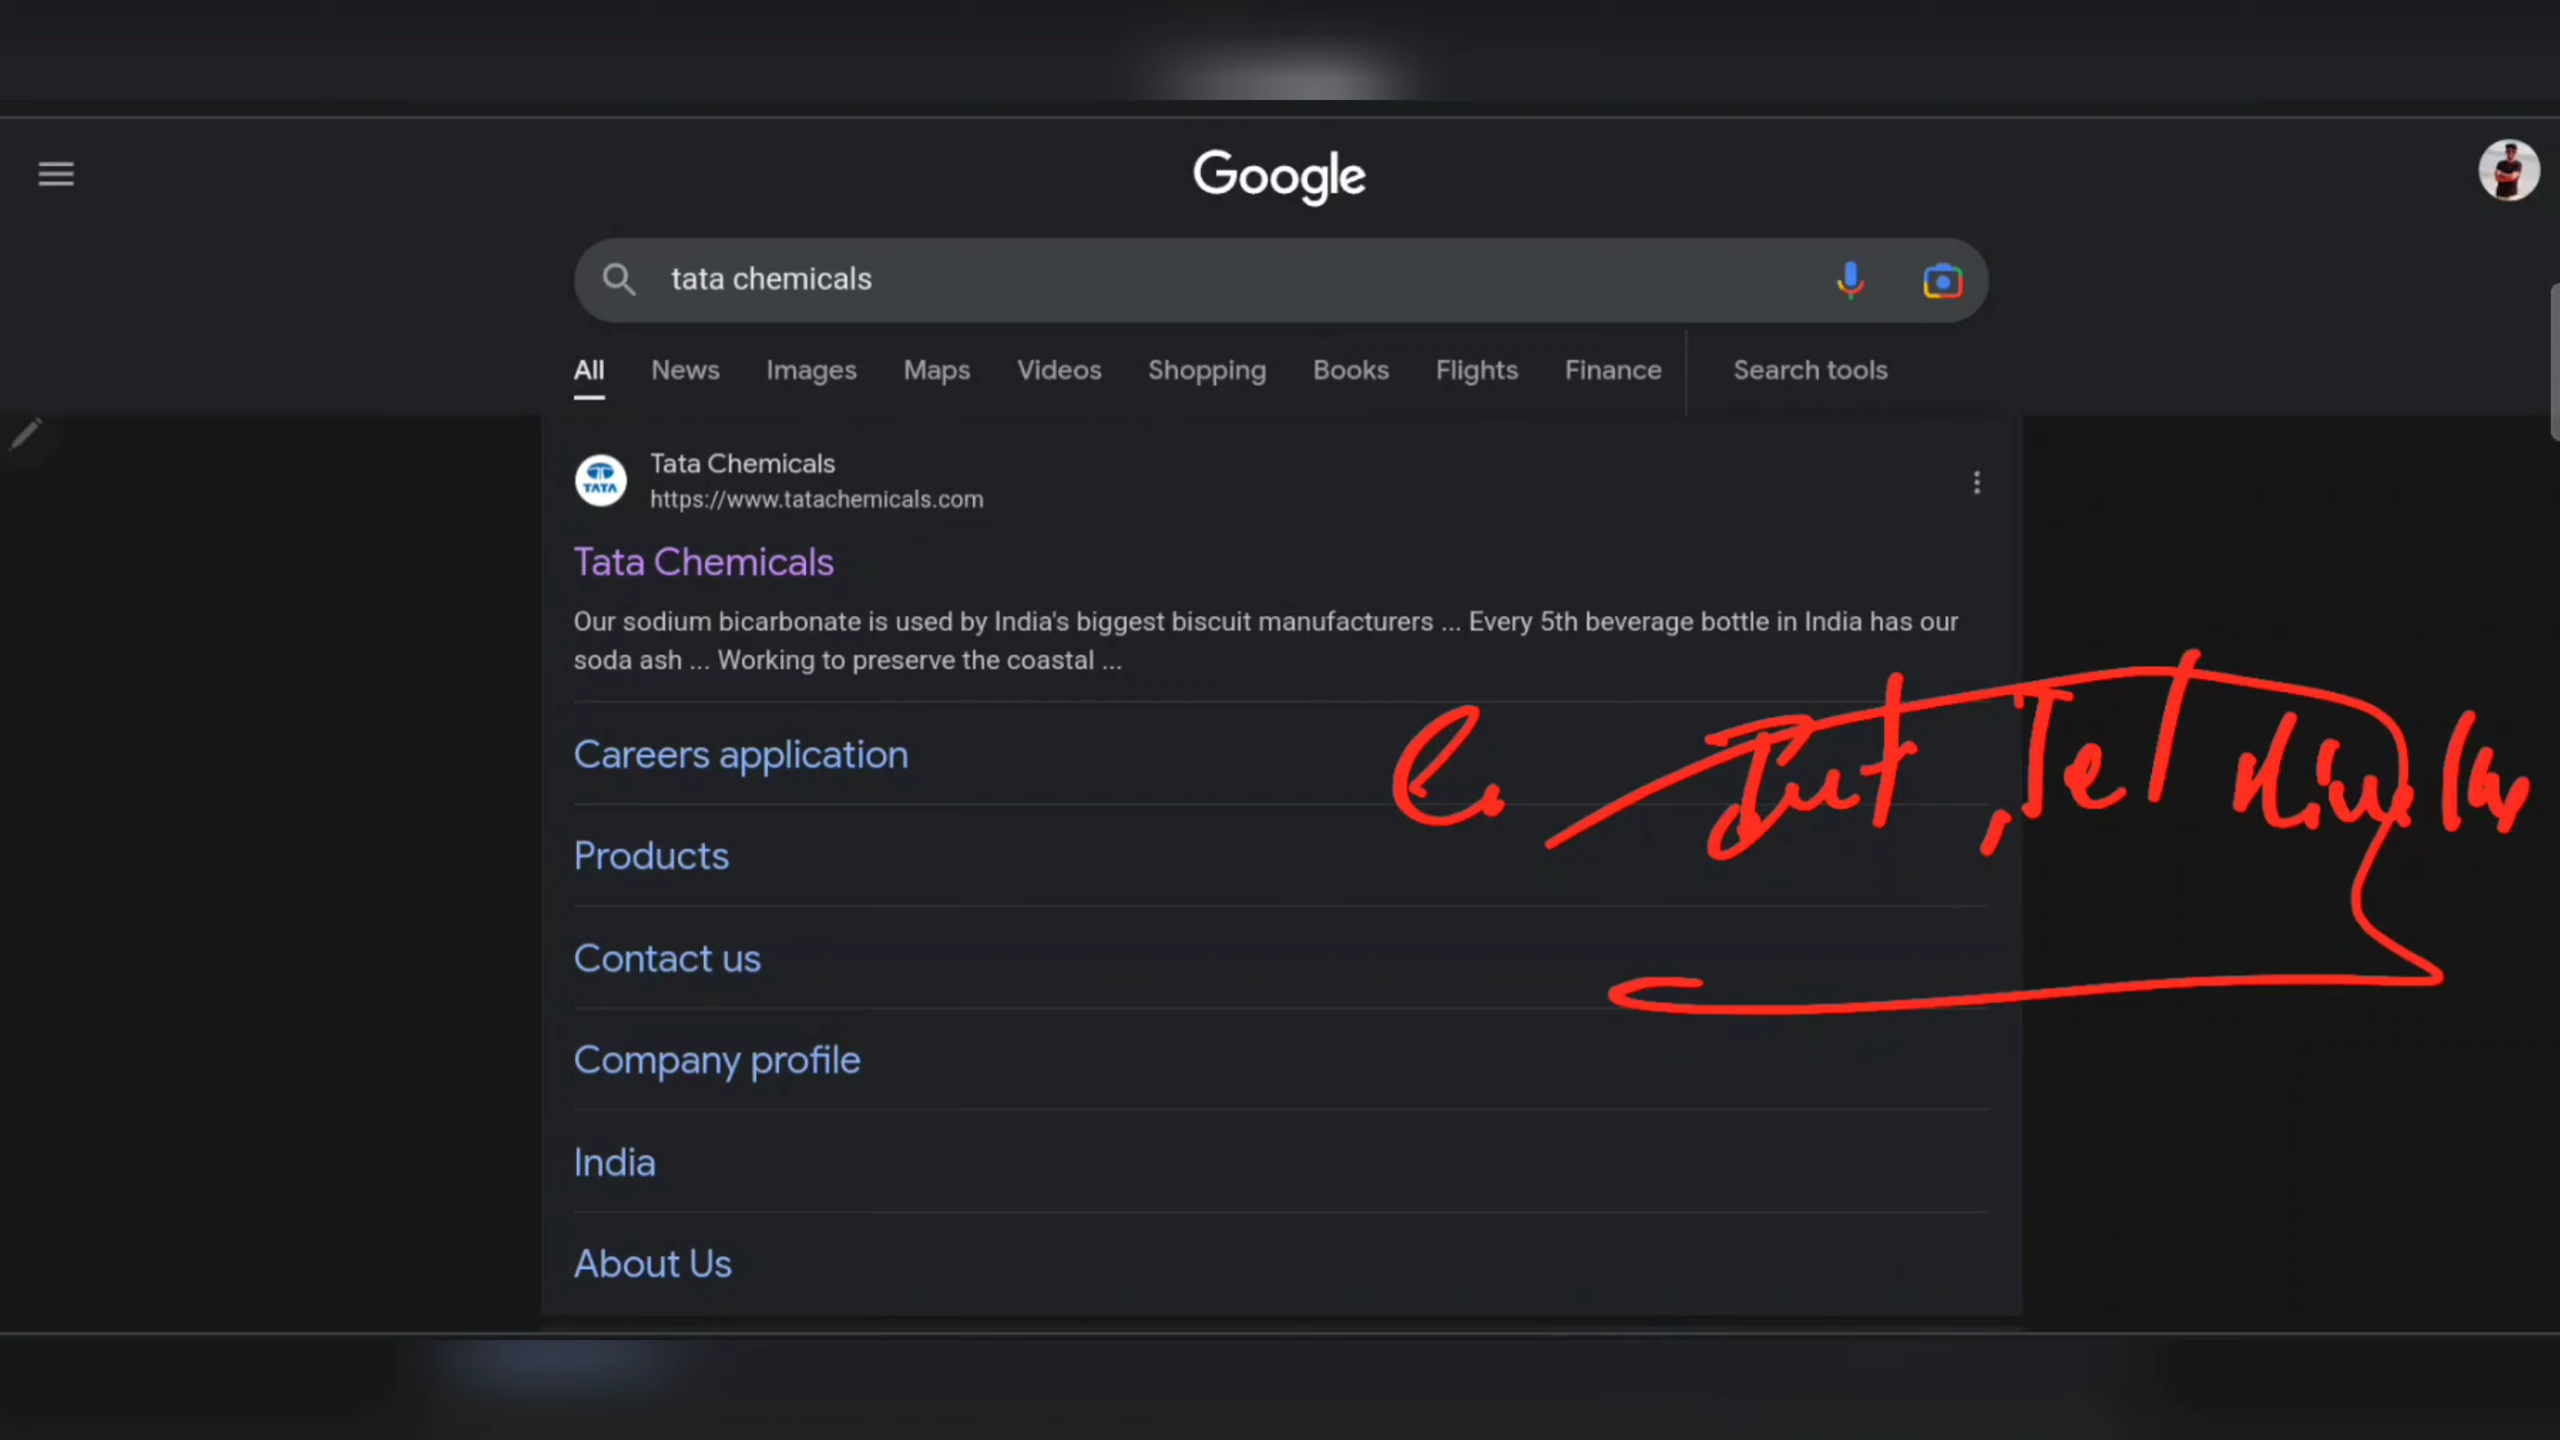 Google
tata chemicals
All News Images Maps Videos Shopping Books Flights Finance Search tools
Tata Chemicals
https://www.tatachemicals.com
TATA
Tata Chemicals
Our sodium bicarbonate is used by India's biggest biscuit manufacturers ... Every 5th beverage bottle in India has our
soda ash ... Working to preserve the coastal ...
Careers application
Products
Contact us
Company profile
India
About Us